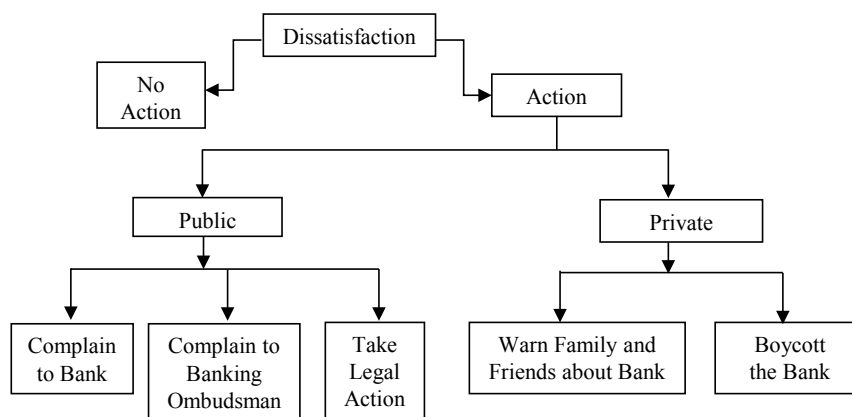 Dissatisfaction
No
Action
Action
Public
Private
Complain
to Bank
Complain to
Banking
Ombudsman
Take
Legal
Action
Warn Family and
Friends about Bank
Boycott
the Bank